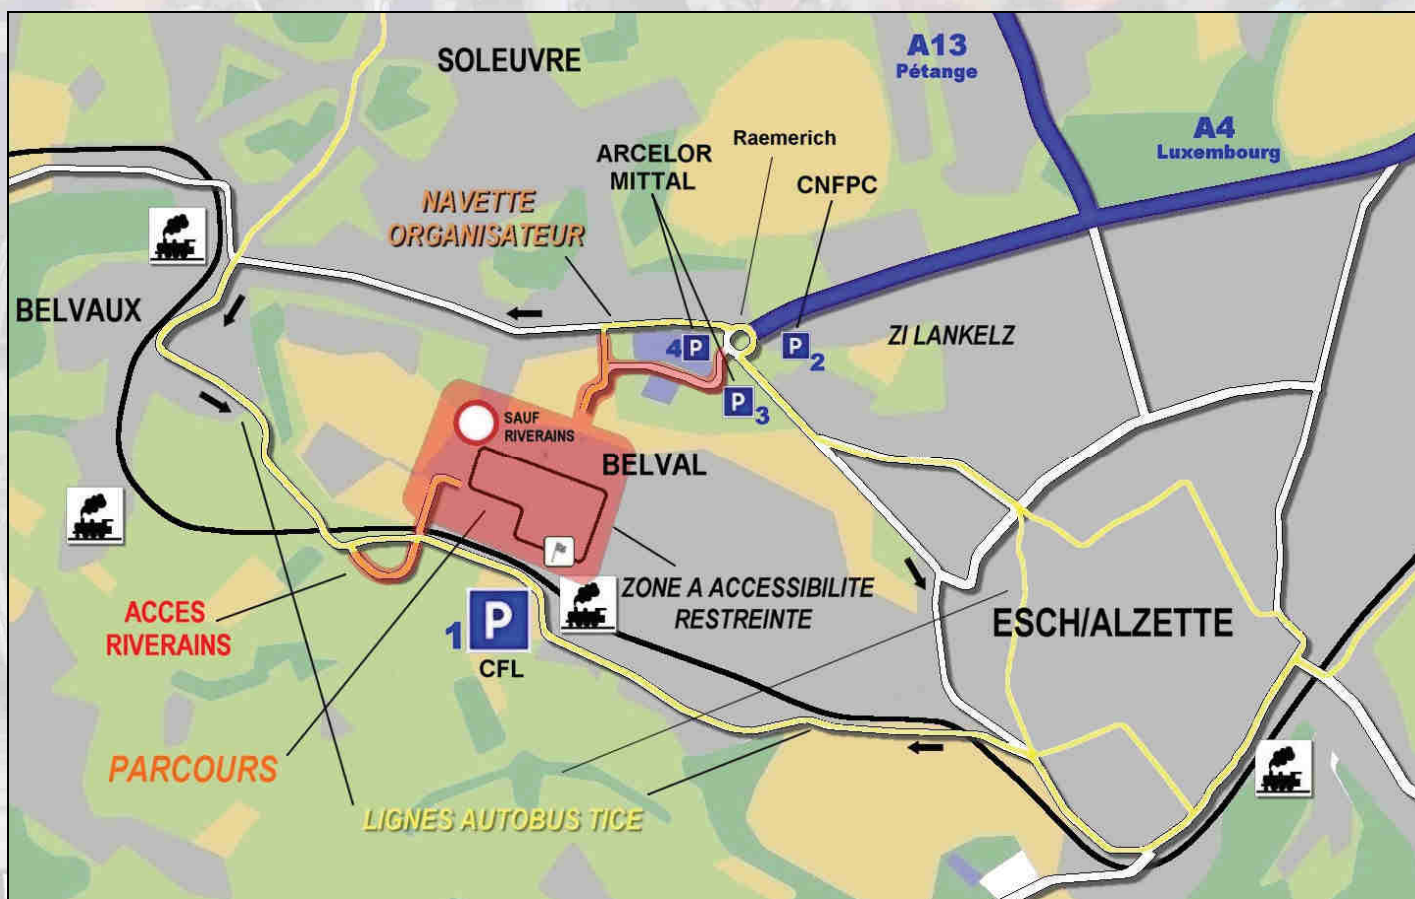 SOLEUVRE
A13
Pétange
A4
Luxembourg
Raemerich
ARCELOR
MITTAL
CNFPC
NAVETTE
ORGANISATEUR
BELVAUX
ZI LANKELZ
4 P
P 2
P 3
SAUF
RIVERAINS
BELVAL
ZONE A ACCESSIBILITE
RESTREINTE
ACCES
RIVERAINS
1 P
CFL
ESCH/ALZETTE
PARCOURS
LIGNES AUTOBUS TICE